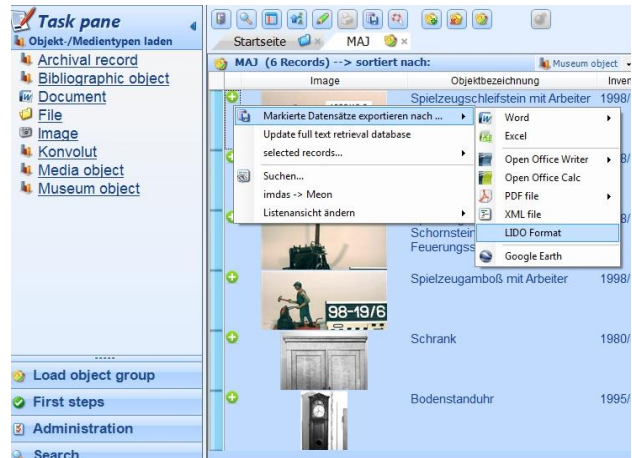 Task pane
Objekt-/Medientypen laden
Archival record
Bibliographic object
Document
File
Image
Konvolut
Media object
Museum object
Load object group
First steps
Administration
Search
Startseite
MAJ
MAJ (6 Records) --> sortiert nach:
Museum object
Image
Objektbezeichnung
Inven
Spielzeugschleifstein mit Arbeiter
1998/
Markierte Datensätze exportieren nach ...
Update full text retrieval database
selected records...
Suchen...
imdas -> Meon
Listenansicht ändern
Word
Excel
Open Office Writer
Open Office Calc
PDF file
XML file
LIDO Format
Google Earth
Schornstein
Feuerungss
Spielzeugamboß mit Arbeiter
1998/
98-19/6
Schrank
1980/
Bodenstanduhr
1995/